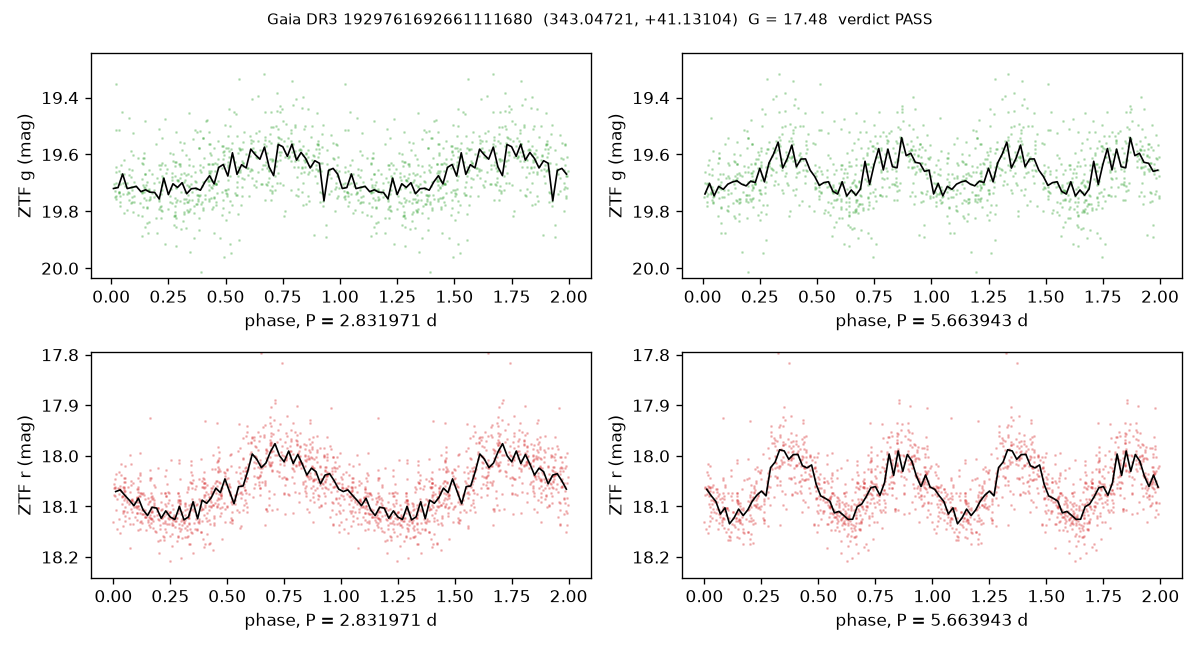 Gaia DR3 1929761692661111680  (343.04721, +41.13104)  G = 17.48  verdict PASS
ZTF g (mag)
19.4
19.6
19.8
20.0
0.00 0.25 0.50 0.75 1.00 1.25 1.50 1.75 2.00
phase, P = 2.831971 d
ZTF g (mag)
19.4
19.6
19.8
20.0
0.00 0.25 0.50 0.75 1.00 1.25 1.50 1.75 2.00
phase, P = 5.663943 d
ZTF r (mag)
17.8
17.9
18.0
18.1
18.2
0.00 0.25 0.50 0.75 1.00 1.25 1.50 1.75 2.00
phase, P = 2.831971 d
ZTF r (mag)
17.8
17.9
18.0
18.1
18.2
0.00 0.25 0.50 0.75 1.00 1.25 1.50 1.75 2.00
phase, P = 5.663943 d